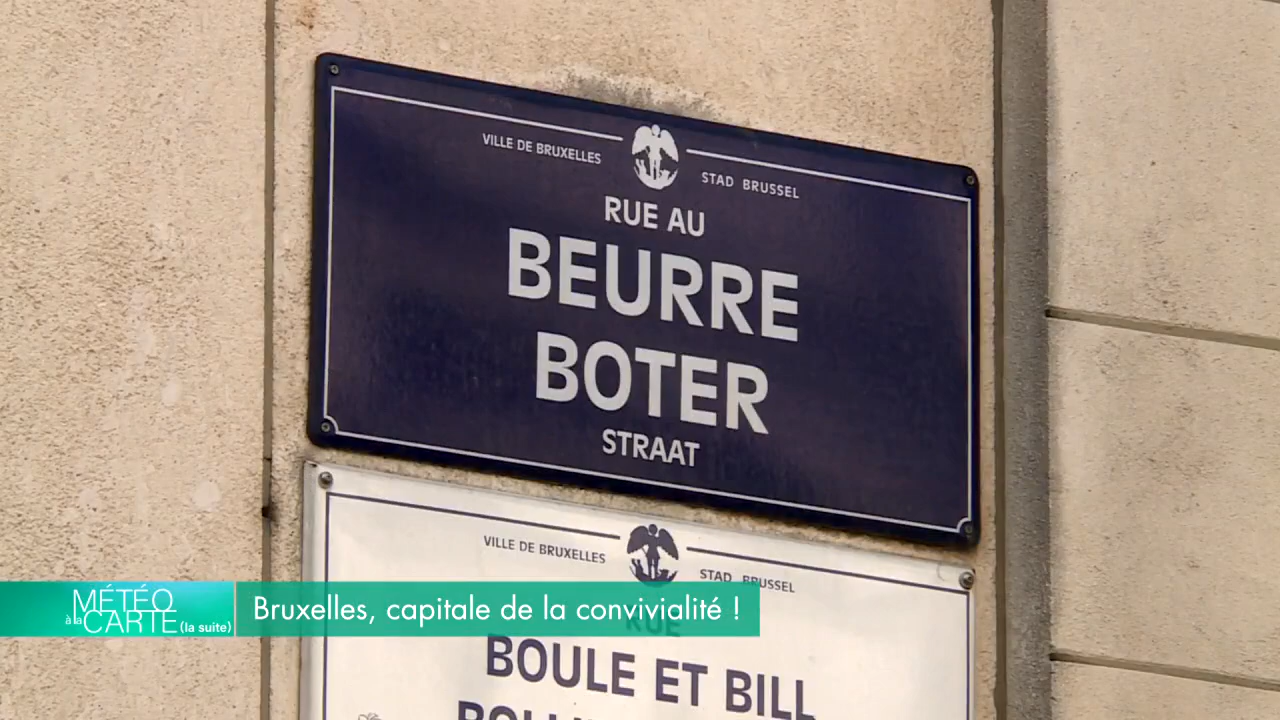 VILLE DE BRUXELLES
STAD BRUSSEL
RUE AU
BEURRE
BOTER
STRAAT
VILLE DE BRUXELLES
STAD BRUSSEL
RUE
BOULE ET BILL
MÉTÉO
à la CARTE (la suite)
Bruxelles, capitale de la convivialité !